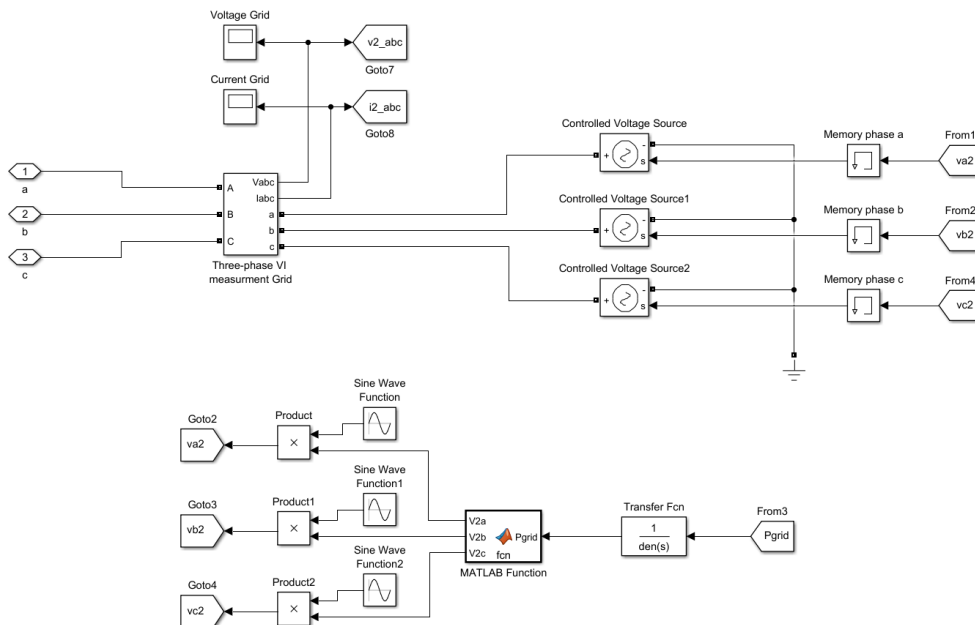 Voltage Grid
v2_abc
Goto7
Current Grid
i2_abc
Goto8
Controlled Voltage Source
Memory phase a
From1
+
-
s
va2
1
a
A
Vabc
Iabc
2
b
B
a
b
3
c
C
c
Three-phase VI
measurment Grid
Controlled Voltage Source1
Memory phase b
From2
+
-
s
vb2
Controlled Voltage Source2
Memory phase c
From4
+
-
s
vc2
Sine Wave
Function
Goto2
Product
va2
×
Sine Wave
Function1
Goto3
Product1
vb2
×
Sine Wave
Function2
Goto4
Product2
vc2
×
V2a
V2b
V2c
Pgrid
fcn
MATLAB Function
Transfer Fcn
1
den(s)
From3
Pgrid